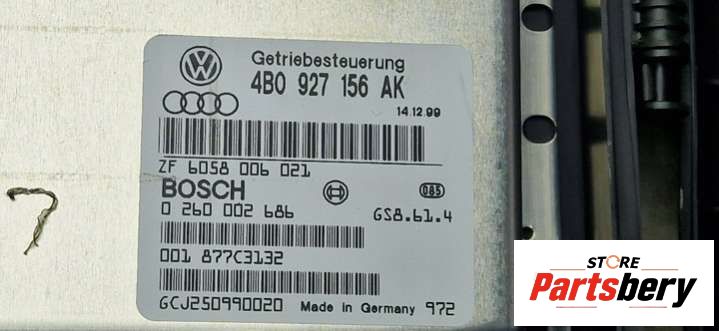 Getriebesteuerung
4B0 927 156 AK
14.12.99
ZF 6058 006 021
BOSCH
085
0 260 002 686
GS8.61.4
001 877C3132
GCJ250990020 Made in Germany 972
STORE
Partsbery